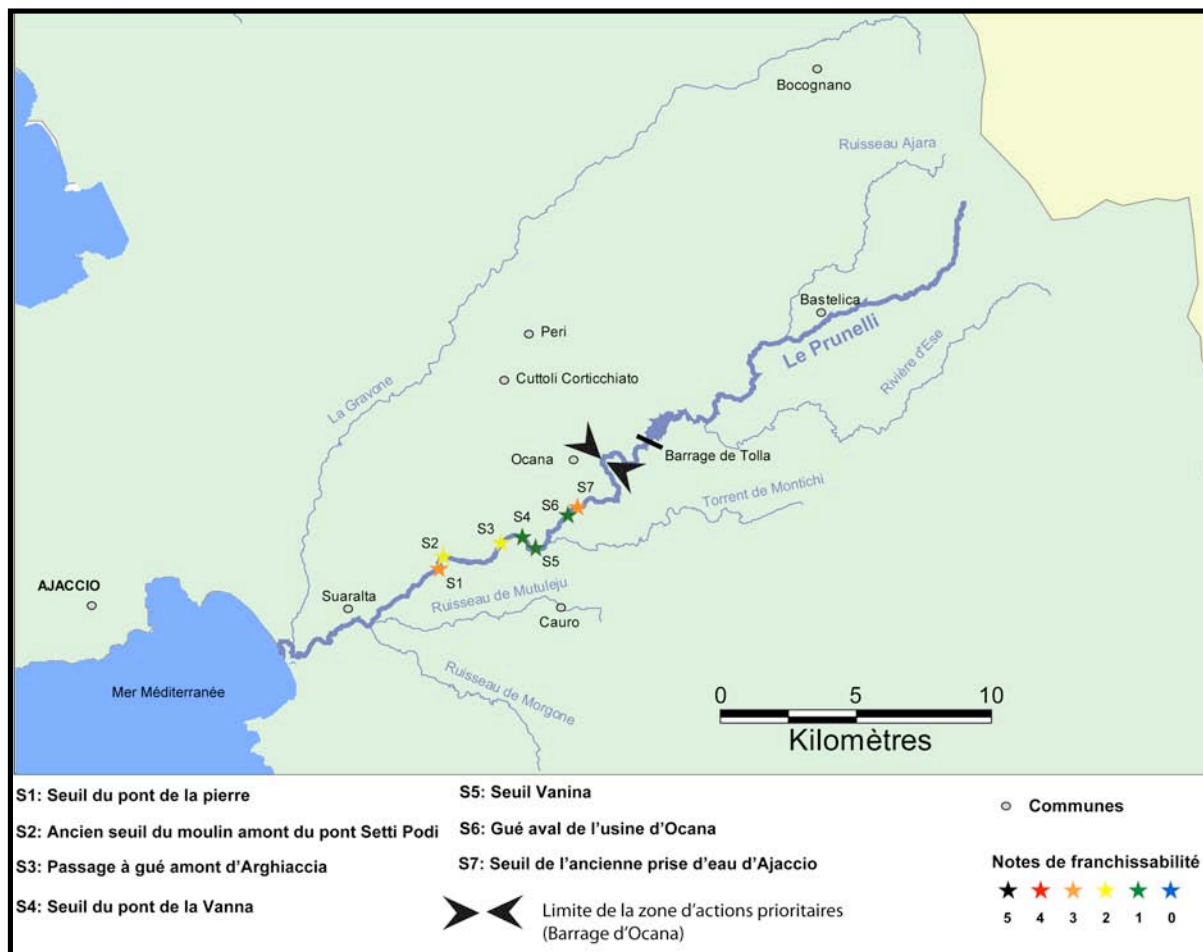 Bocognano
Ruisseau Ajara
Bastelica
Le Prunelli
Rivière d'Ese
Peri
Cuttoli Corticchiato
La Gravone
Ocana
Barrage de Tolla
S7
S6
Torrent de Montichi
S4
S3
S5
S2
S1
AJACCIO
Suaralta
Ruisseau de Mutuleju
Cauro
Mer Méditerranée
Ruisseau de Morgone
0 5 10
Kilomètres
S1: Seuil du pont de la pierre
S2: Ancien seuil du moulin amont du pont Setti Podi
S3: Passage à gué amont d'Arghiaccia
S4: Seuil du pont de la Vanna
S5: Seuil Vanina
S6: Gué aval de l'usine d'Ocana
S7: Seuil de l'ancienne prise d'eau d'Ajaccio
Limite de la zone d'actions prioritaires
(Barrage d'Ocana)
Communes
Notes de franchissabilité
5 4 3 2 1 0